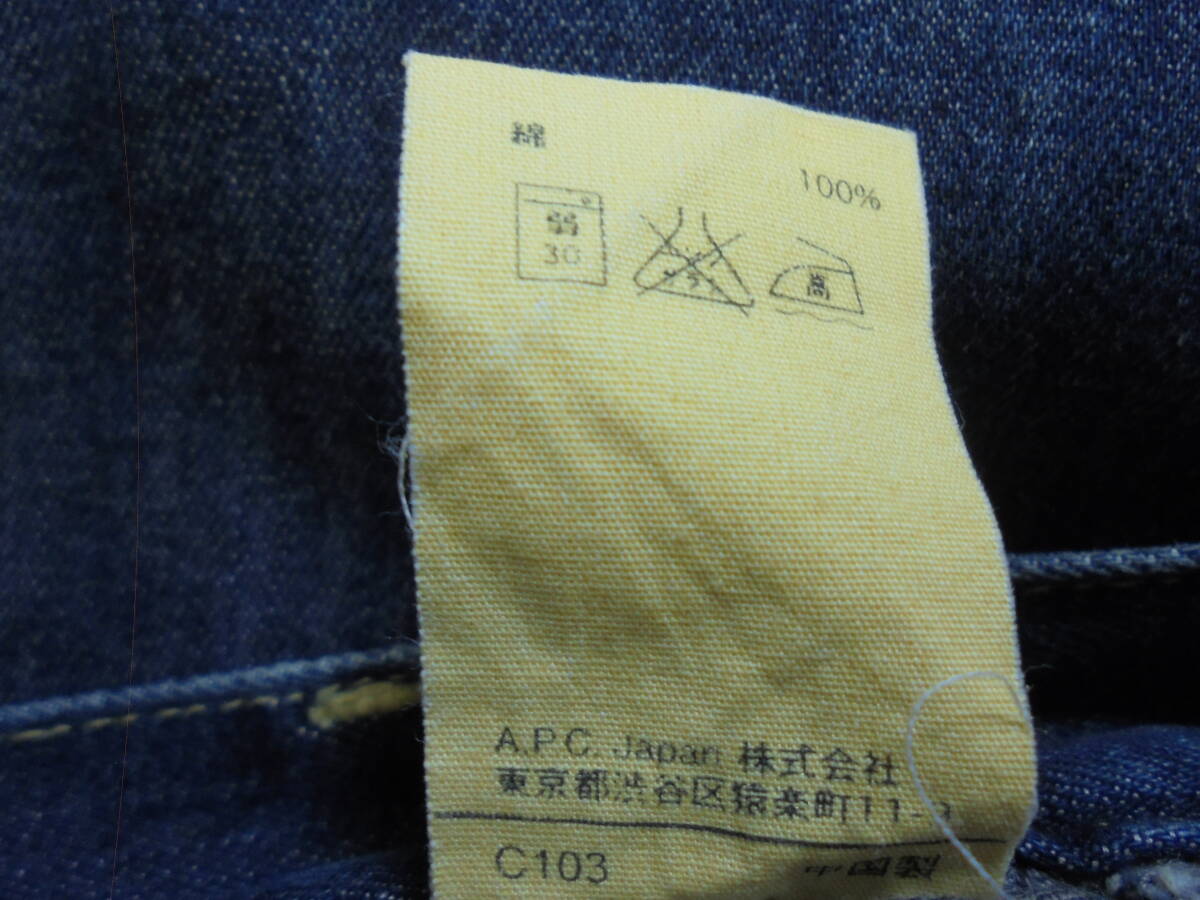 綿
100%
弱
30
高
A.P.C. Japan 株式会社
東京都渋谷区猿楽町11-
C103
中国製